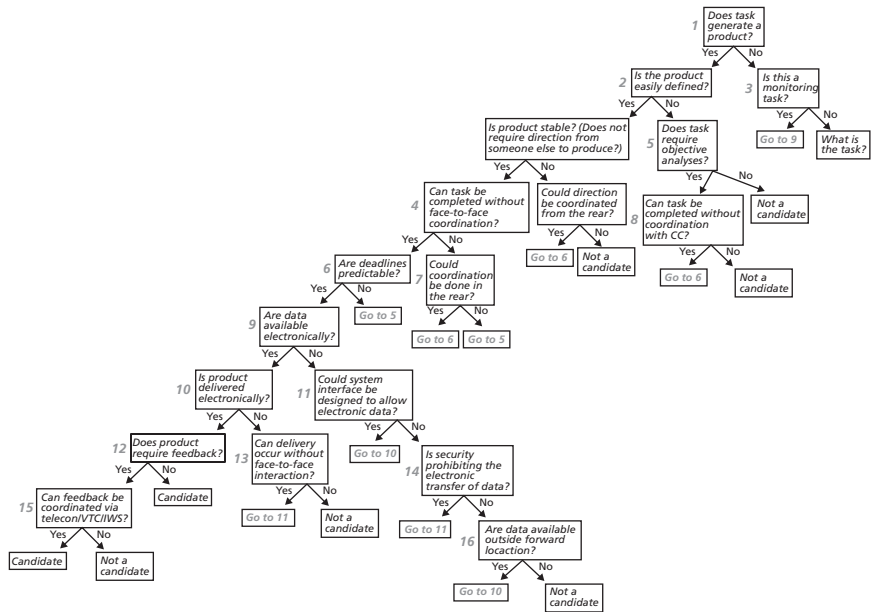 1
Does task
generate a
product?
Yes No
2
Is the product
easily defined?
3
Is this a
monitoring
task?
Yes No
Yes No
Is product stable? (Does not
require direction from
someone else to produce?)
5
Does task
require
objective
analyses?
Go to 9
What is
the task?
Yes No
Yes No
4
Can task be
completed without
face-to-face
coordination?
Could direction
be coordinated
from the rear?
8
Can task be
completed without
coordination
with CC?
Not a
candidate
Yes No
Yes No
Yes No
6
Are deadlines
predictable?
7
Could
coordination
be done in
the rear?
Go to 6
Not a
candidate
Go to 6
Not a
candidate
Yes No
Yes No
9
Are data
available
electronically?
Go to 5
Go to 6
Go to 5
Yes No
10
Is product
delivered
electronically?
11
Could system
interface be
designed to allow
electronic data?
Yes No
Yes No
12
Does product
require feedback?
13
Can delivery
occur without
face-to-face
interaction?
Go to 10
14
Is security
prohibiting the
electronic
transfer of data?
Yes No
Yes No
Yes No
15
Can feedback be
coordinated via
telecon/VTC/IWS?
Candidate
Go to 11
Not a
candidate
Go to 11
16
Are data available
outside forward
locaction?
Yes No
Yes No
Candidate
Not a
candidate
Go to 10
Not a
candidate